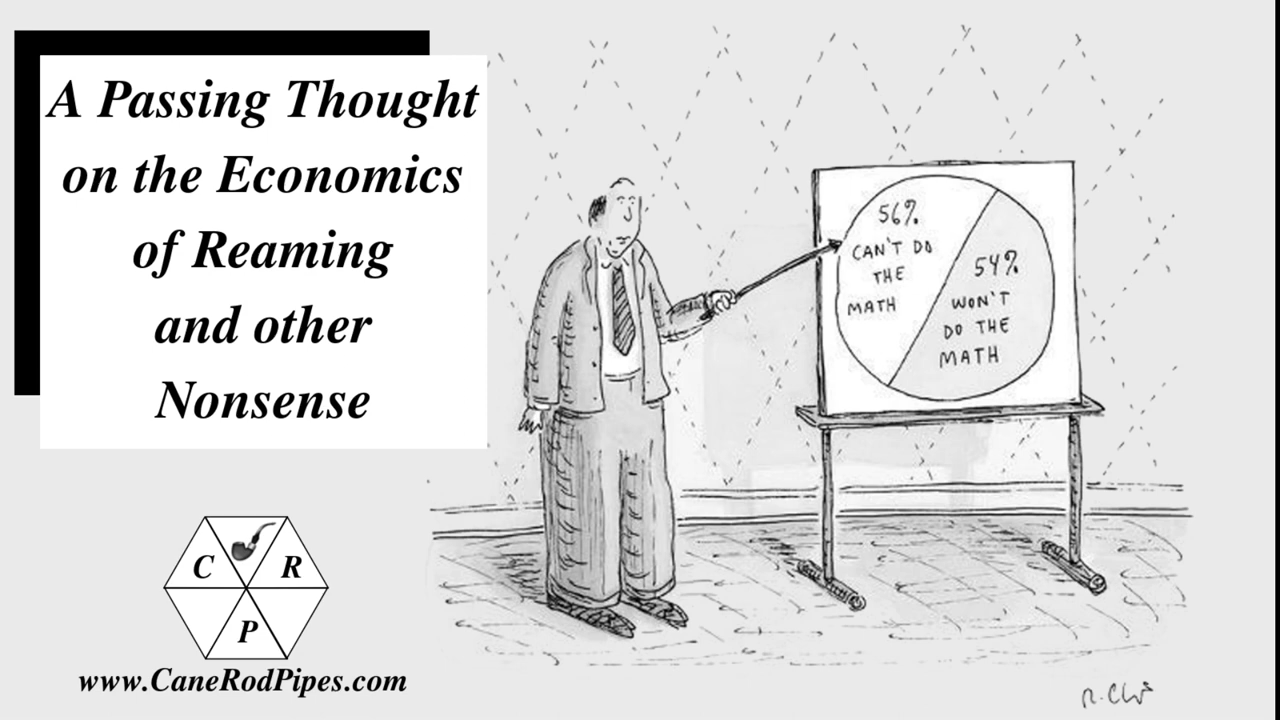 A Passing Thought
on the Economics
of Reaming
and other
Nonsense
56%
CAN'T DO
THE
MATH
54%
WON'T
DO THE
MATH
C
R
P
www.CaneRodPipes.com